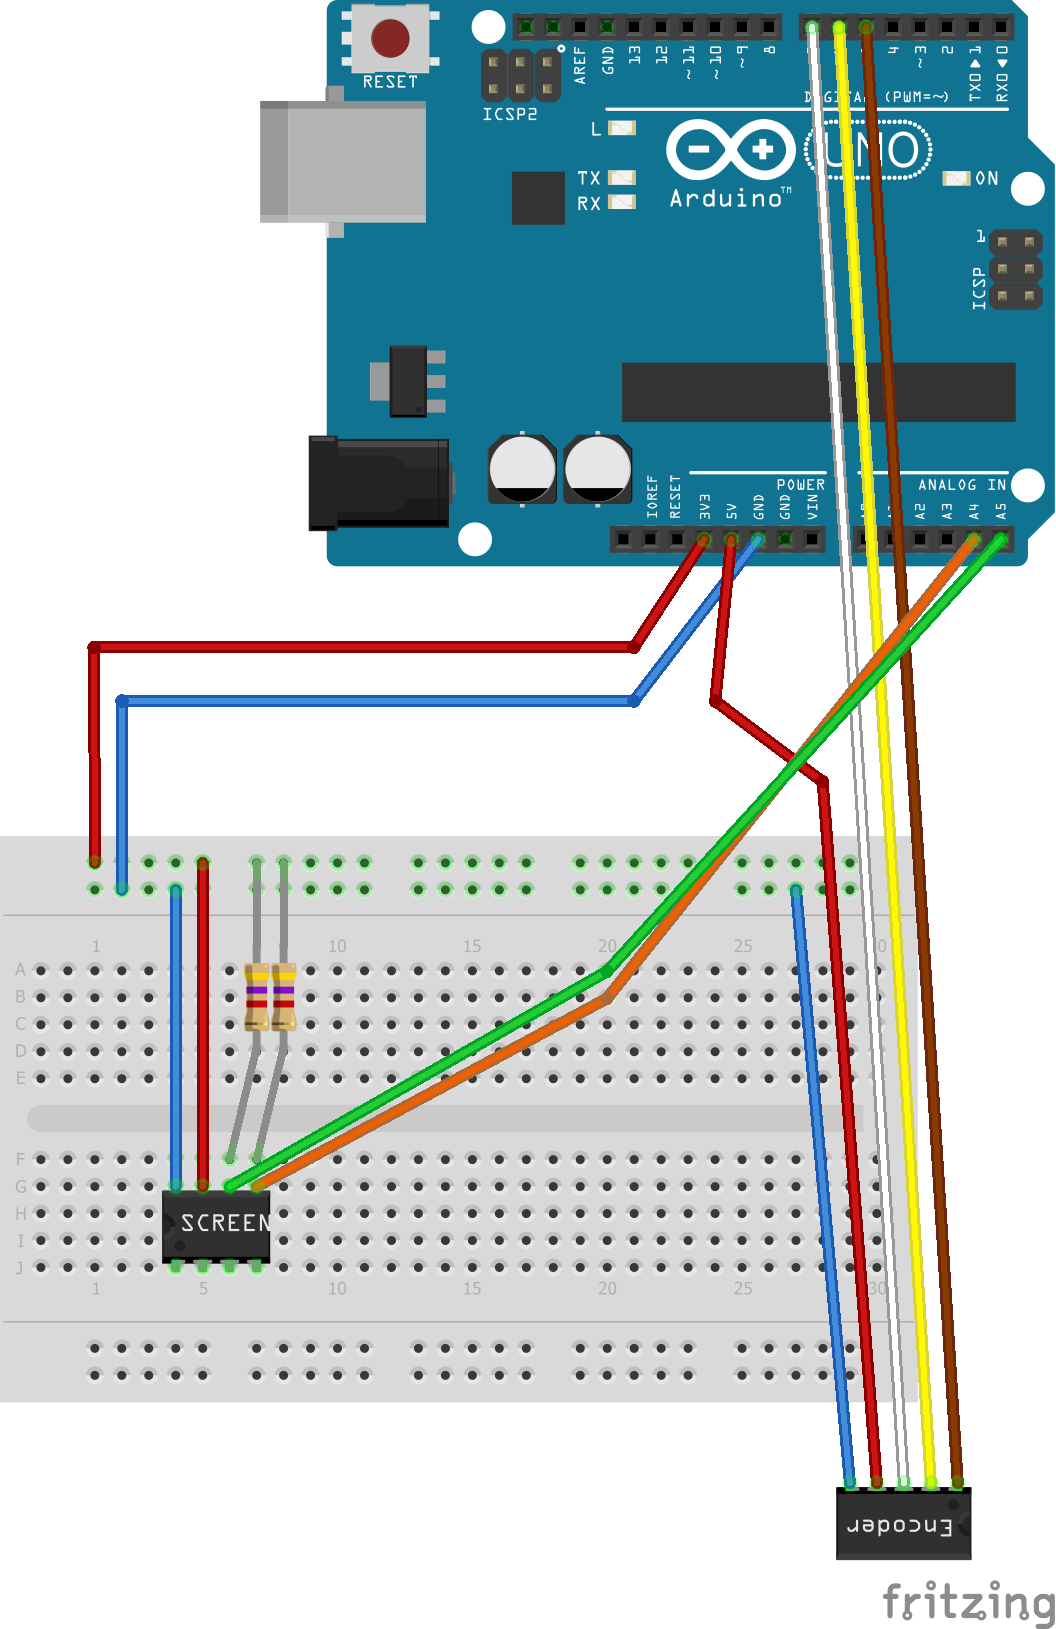 RESET
ICSP2
AREF
GND
13
12
~11
~10
~9
8
4
~3
2
TX0 ▶ 1
RX0 ◀ 0
(PWM=~)
L
TX
RX
Arduino™
UNO
ON
1
ICSP
IOREF
RESET
3V3
5V
GND
GND
VIN
POWER
ANALOG IN
A2
A3
A4
A5
1
10
15
20
25
A
B
C
D
E
F
G
H
I
J
SCREEN
1
5
10
15
20
25
30
Encoder
fritzing